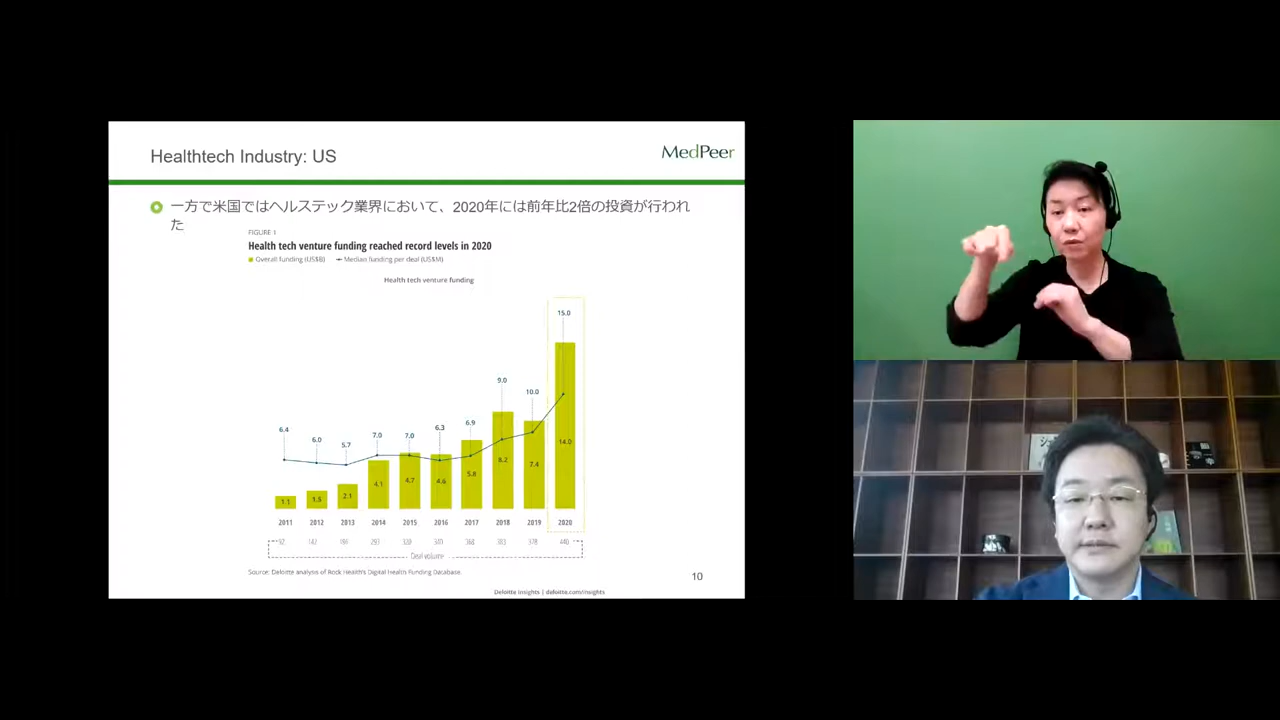 Healthtech Industry: US
MedPeer
一方で米国ではヘルステック業界において、2020年には前年比2倍の投資が行われ
た
FIGURE 1
Health tech venture funding reached record levels in 2020
Overall funding (US$B) Median funding per deal (US$M)
Health tech venture funding
15.0
9.0
10.0
6.4 6.0 5.7 7.0 7.0 6.3 6.9
1.1 1.5 2.1 4.1 4.7 4.6 5.8 8.2 7.4 14.0
2011 2012 2013 2014 2015 2016 2017 2018 2019 2020
Deal volume
Source: Deloitte analysis of Rock Health's Digital Health Funding Database.
10
Deloitte Insights | deloitte.com/insights